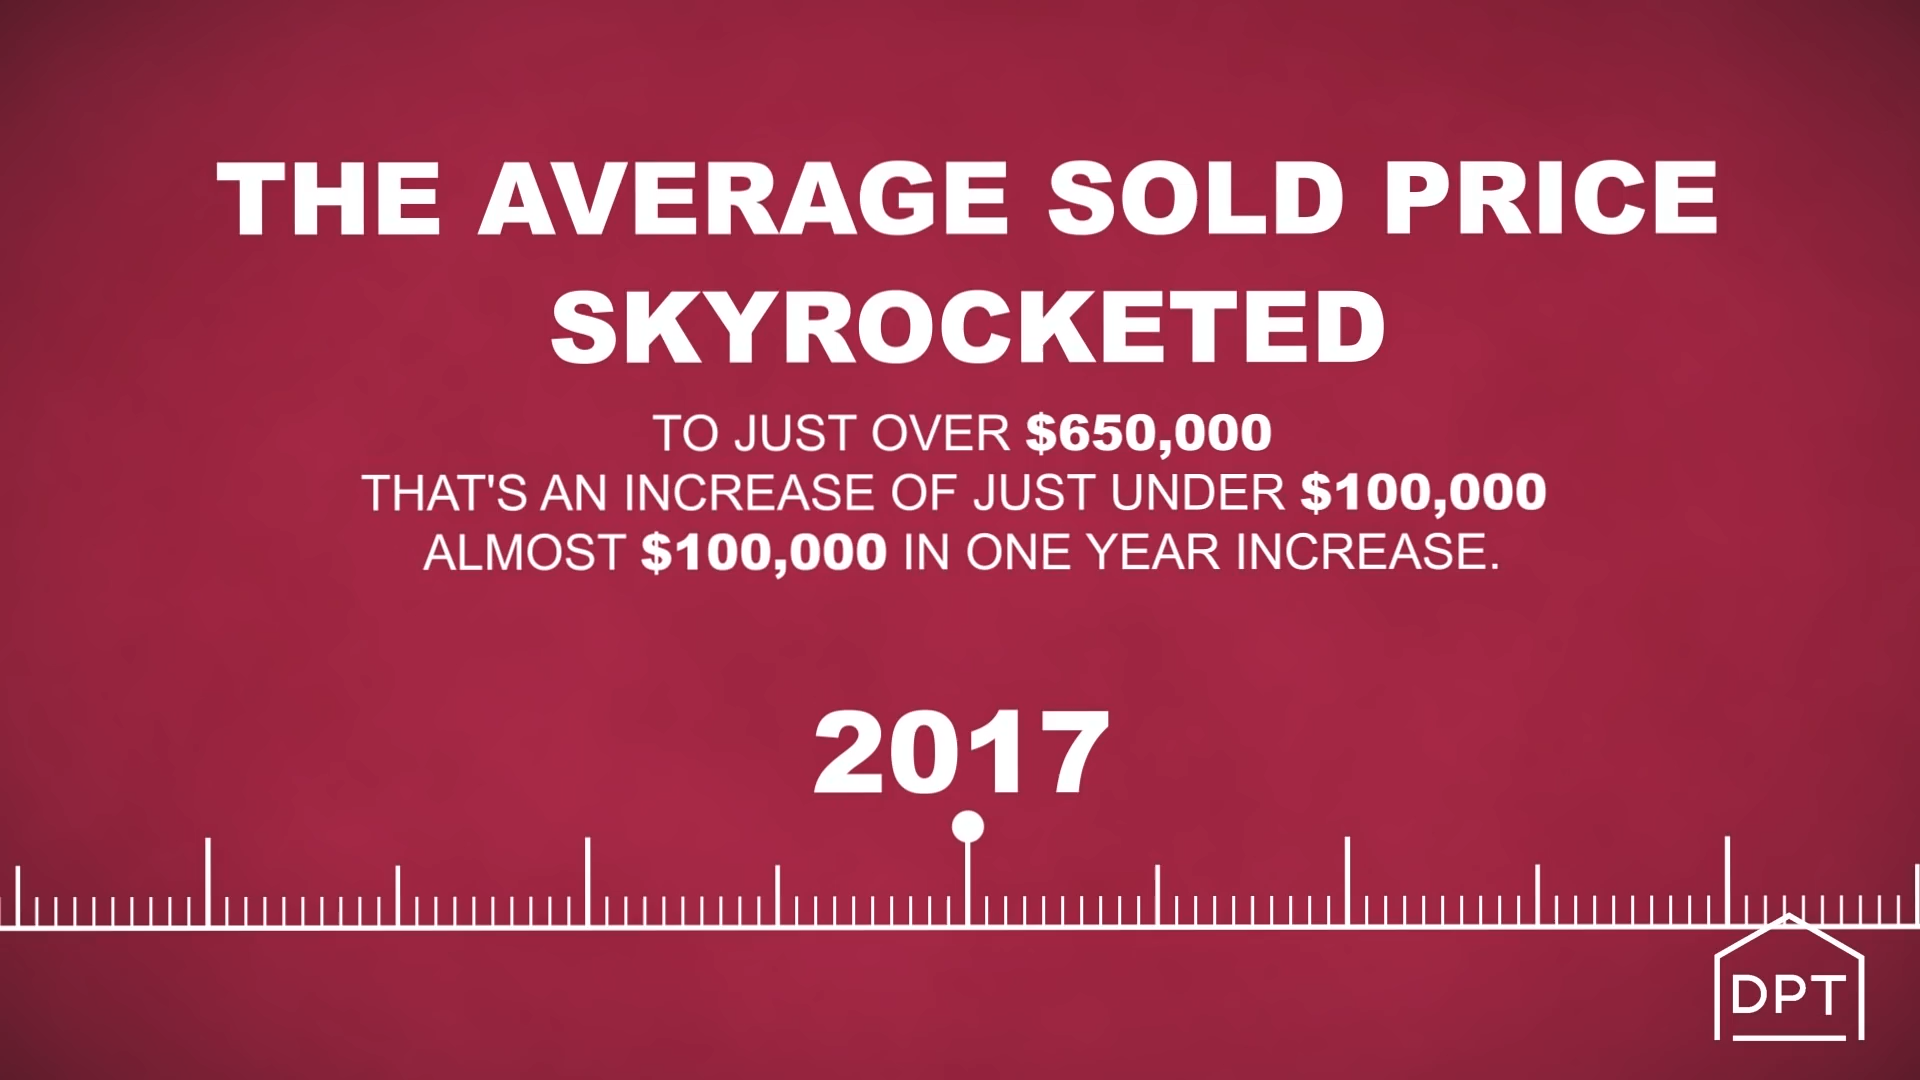 THE AVERAGE SOLD PRICE
SKYROCKETED
TO JUST OVER $650,000
THAT'S AN INCREASE OF JUST UNDER $100,000
ALMOST $100,000 IN ONE YEAR INCREASE.
2017
DPT